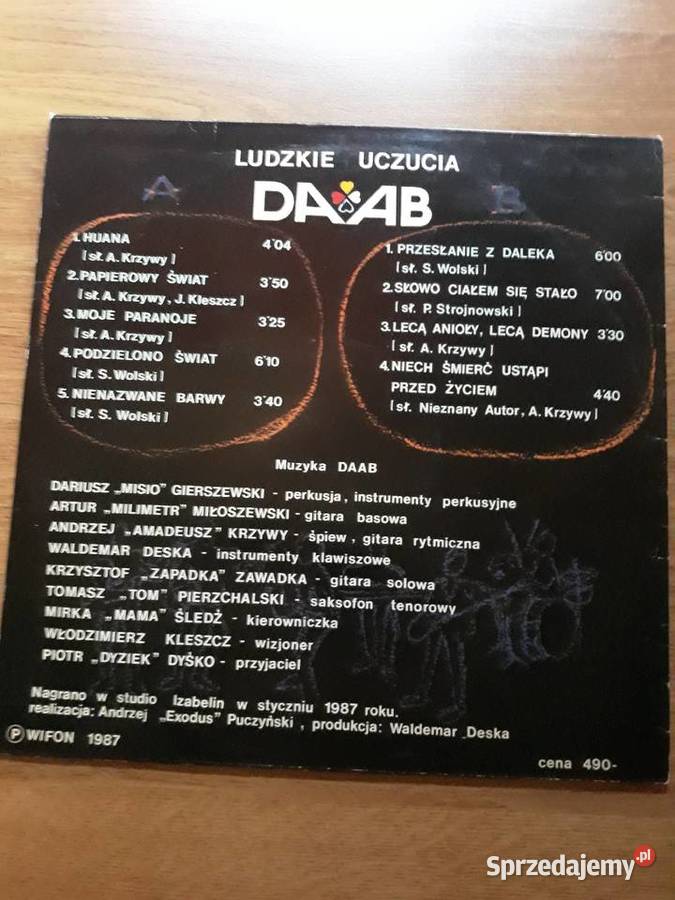 LUDZKIE UCZUCIA
A
DAAB
B
1. HUANA 4'04
[sł. A. Krzywy]
2. PAPIEROWY ŚWIAT 3'50
[sł. A. Krzywy, J. Kleszcz]
3. MOJE PARANOJE 3'25
[sł. A. Krzywy]
4. PODZIELONO ŚWIAT 6'10
[sł. S. Wolski]
5. NIENAZWANE BARWY 3'40
[sł. S. Wolski]
1. PRZESŁANIE Z DALEKA 6'00
[sł. S. Wolski]
2. SŁOWO CIAŁEM SIĘ STAŁO 7'00
[sł. P. Strojnowski]
3. LECĄ ANIOŁY, LECĄ DEMONY 3'30
[sł. A. Krzywy]
4. NIECH ŚMIERĆ USTĄPI
PRZED ŻYCIEM 4'40
[sł. Nieznany Autor, A. Krzywy]
Muzyka DAAB
DARIUSZ „MISIO" GIERSZEWSKI - perkusja, instrumenty perkusyjne
ARTUR „MILIMETR" MIŁOSZEWSKI - gitara basowa
ANDRZEJ „AMADEUSZ" KRZYWY - śpiew, gitara rytmiczna
WALDEMAR DESKA - instrumenty klawiszowe
KRZYSZTOF „ZAPADKA" ZAWADKA - gitara solowa
TOMASZ „TOM" PIERZCHALSKI - saksofon tenorowy
MIRKA „MAMA" ŚLEDŹ - kierowniczka
WŁODZIMIERZ KLESZCZ - wizjoner
PIOTR „DYZIEK" DYŚKO - przyjaciel
Nagrano w studio Izabelin w styczniu 1987 roku.
realizacja: Andrzej „Exodus" Puczyński, produkcja: Waldemar Deska
Ⓟ WIFON 1987
cena 490-
Sprzedajemy.pl